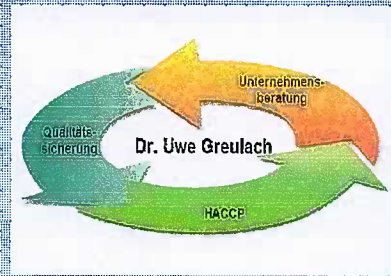 Unternehmens-
beratung
Qualitäts-
sicherung
Dr. Uwe Greulach
HACCP